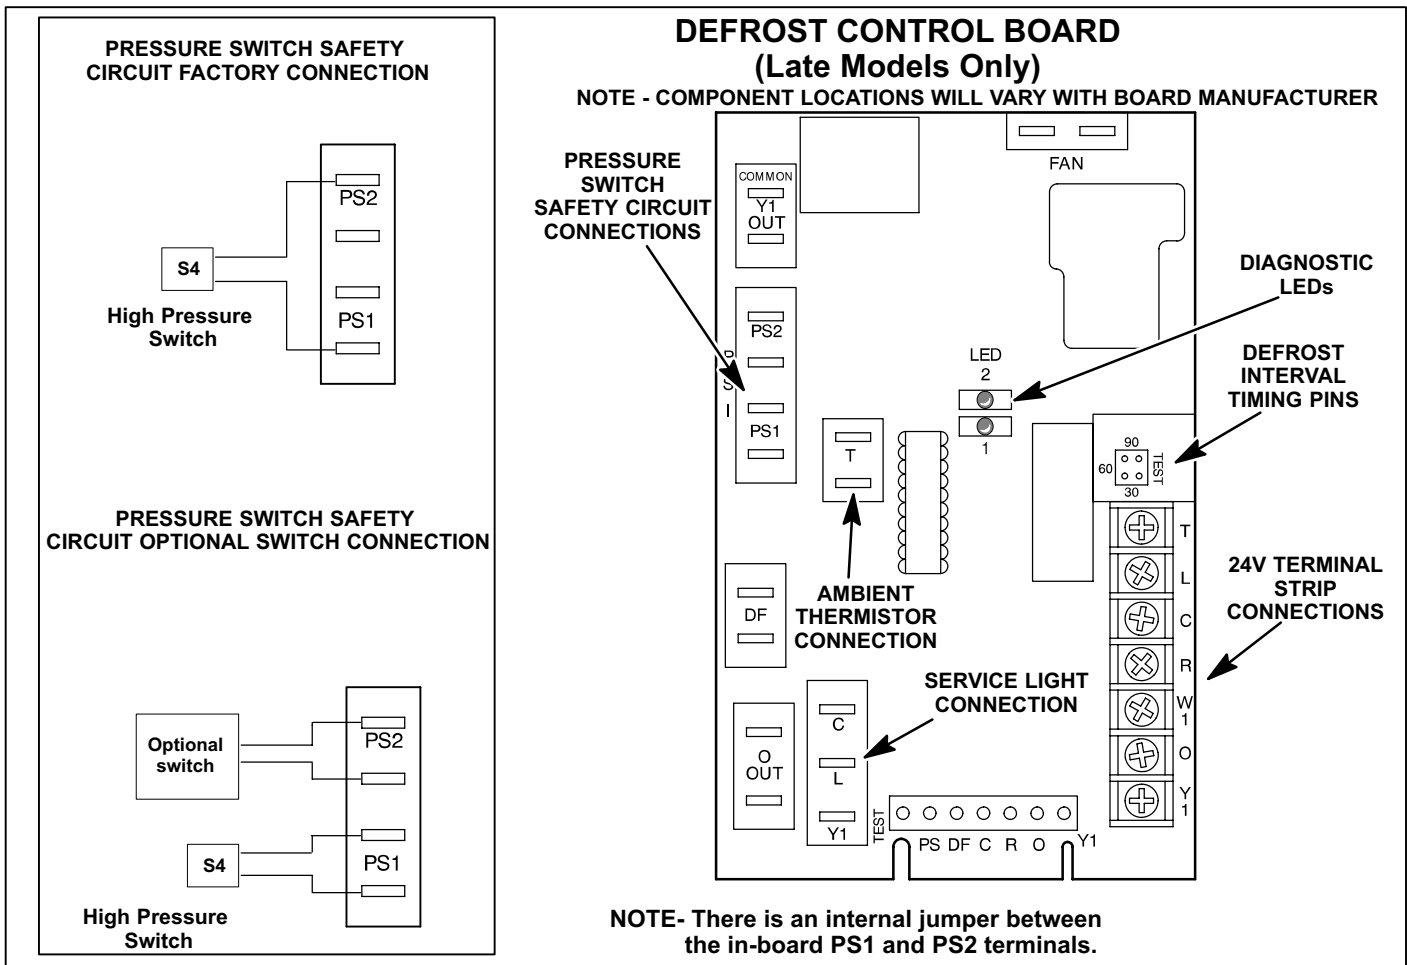 PRESSURE SWITCH SAFETY
CIRCUIT FACTORY CONNECTION
PS2
S4
PS1
High Pressure
Switch
PRESSURE SWITCH SAFETY
CIRCUIT OPTIONAL SWITCH CONNECTION
Optional
switch
PS2
S4
PS1
High Pressure
Switch
DEFROST CONTROL BOARD
(Late Models Only)
NOTE - COMPONENT LOCATIONS WILL VARY WITH BOARD MANUFACTURER
PRESSURE
SWITCH
SAFETY CIRCUIT
CONNECTIONS
COMMON
Y1
OUT
FAN
DIAGNOSTIC
LEDs
PS2
P
S
I
PS1
LED
2
1
DEFROST
INTERVAL
TIMING PINS
90
60
30
TEST
T
AMBIENT
THERMISTOR
CONNECTION
T
L
C
R
W
1
O
Y
1
24V TERMINAL
STRIP
CONNECTIONS
DF
SERVICE LIGHT
CONNECTION
O
OUT
C
L
Y1
TEST
PS DF C R O Y1
NOTE- There is an internal jumper between
the in-board PS1 and PS2 terminals.